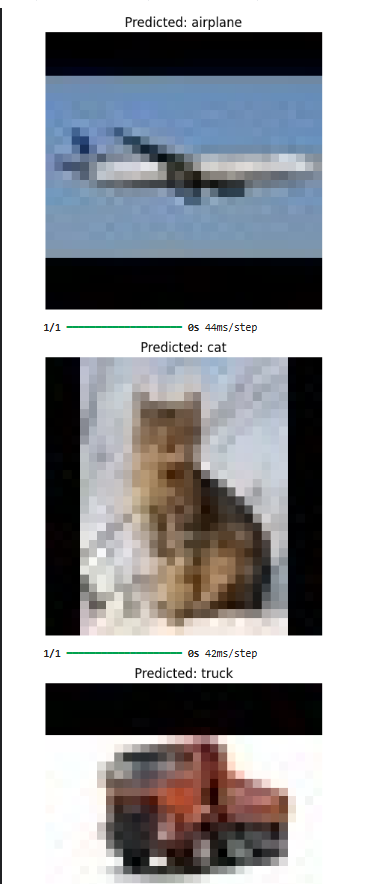 Predicted: airplane
1/1 ━━━━━━━━━━━━━━━━━━━━ 0s 44ms/step
Predicted: cat
1/1 ━━━━━━━━━━━━━━━━━━━━ 0s 42ms/step
Predicted: truck